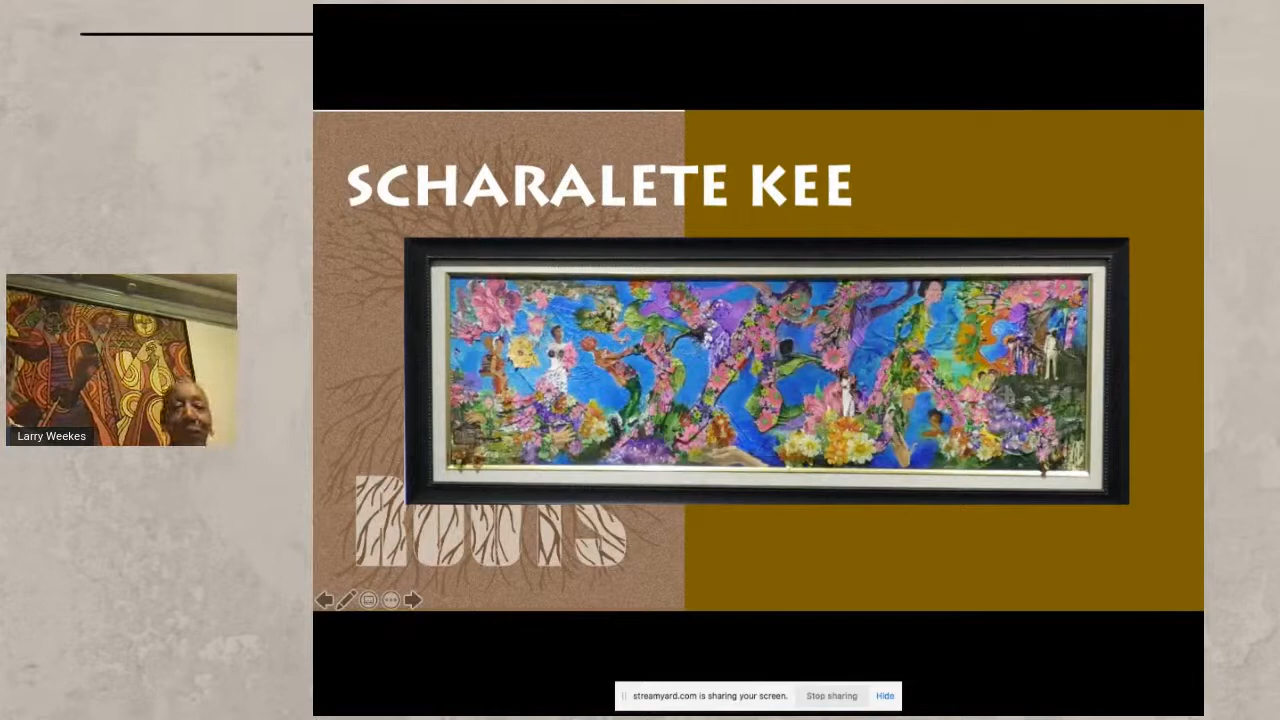 SCHARALETE KEE
Larry Weekes
ROOTS
streamyard.com is sharing your screen.
Stop sharing
Hide